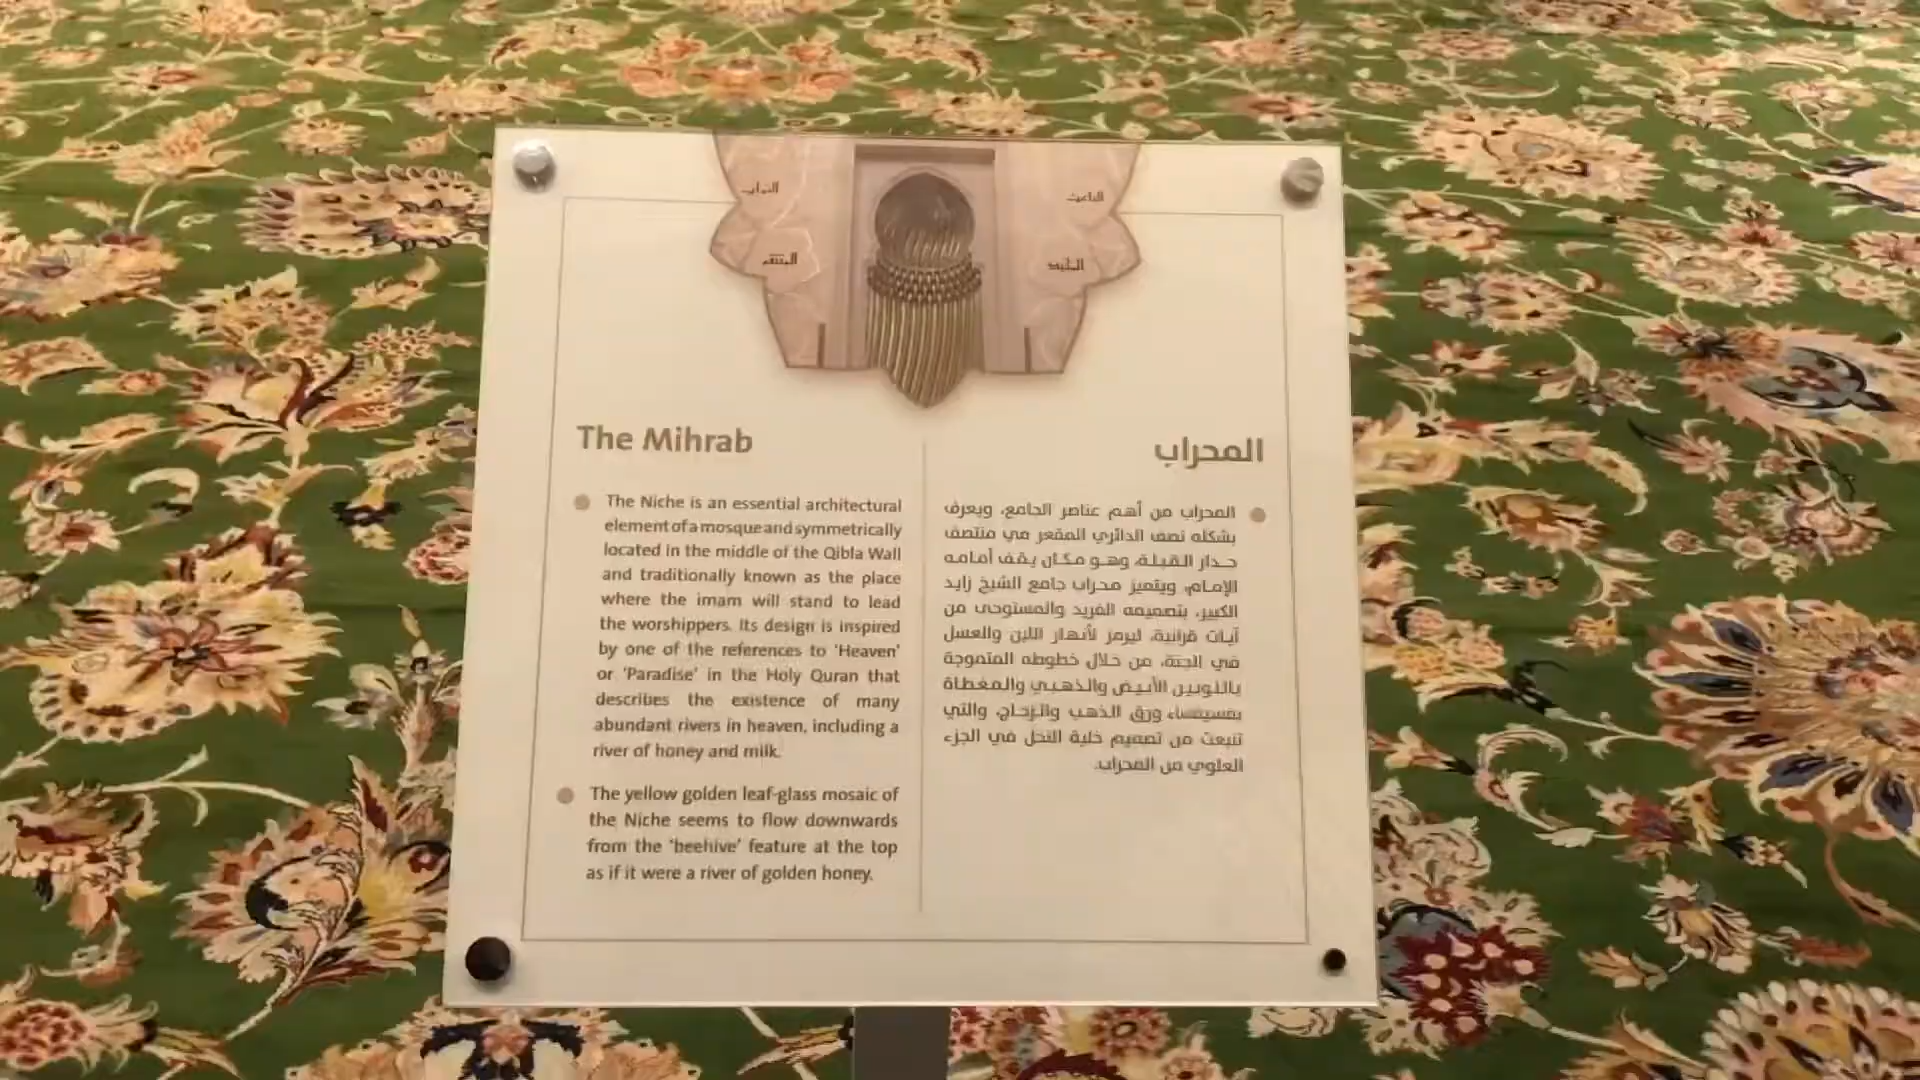 التواب
الباعث
المنتقم
The Mihrab
The Niche is an essential architectural
element of a mosque and symmetrically
located in the middle of the Qibla Wall
and traditionally known as the place
where the imam will stand to lead
the worshippers. Its design is inspired
by one of the references to ‘Heaven’
or ‘Paradise’ in the Holy Quran that
describes the existence of many
abundant rivers in heaven, including a
river of honey and milk.
The yellow golden leaf-glass mosaic of
the Niche seems to flow downwards
from the ‘beehive’ feature at the top
as if it were a river of golden honey.
المحراب
المحراب من أهم عناصر الجامع، ويعرف
بشكله نصف الدائري المقعر في منتصف
جدار القبلة، وهو مكان يقف أمامه
الإمام، ويتميز محراب جامع الشيخ زايد
الكبير، بتصميمه الفريد والمستوحى من
آيات قرآنية، ليرمز لأنهار اللبن والعسل
في الجنة، من خلال خطوطه المتموجة
باللونين الأبيض والذهبي والمغطاة
بفسيفساء ورق الذهب والزجاج، والتي
تنبعث من تصميم خلية النحل في الجزء
العلوي من المحراب.